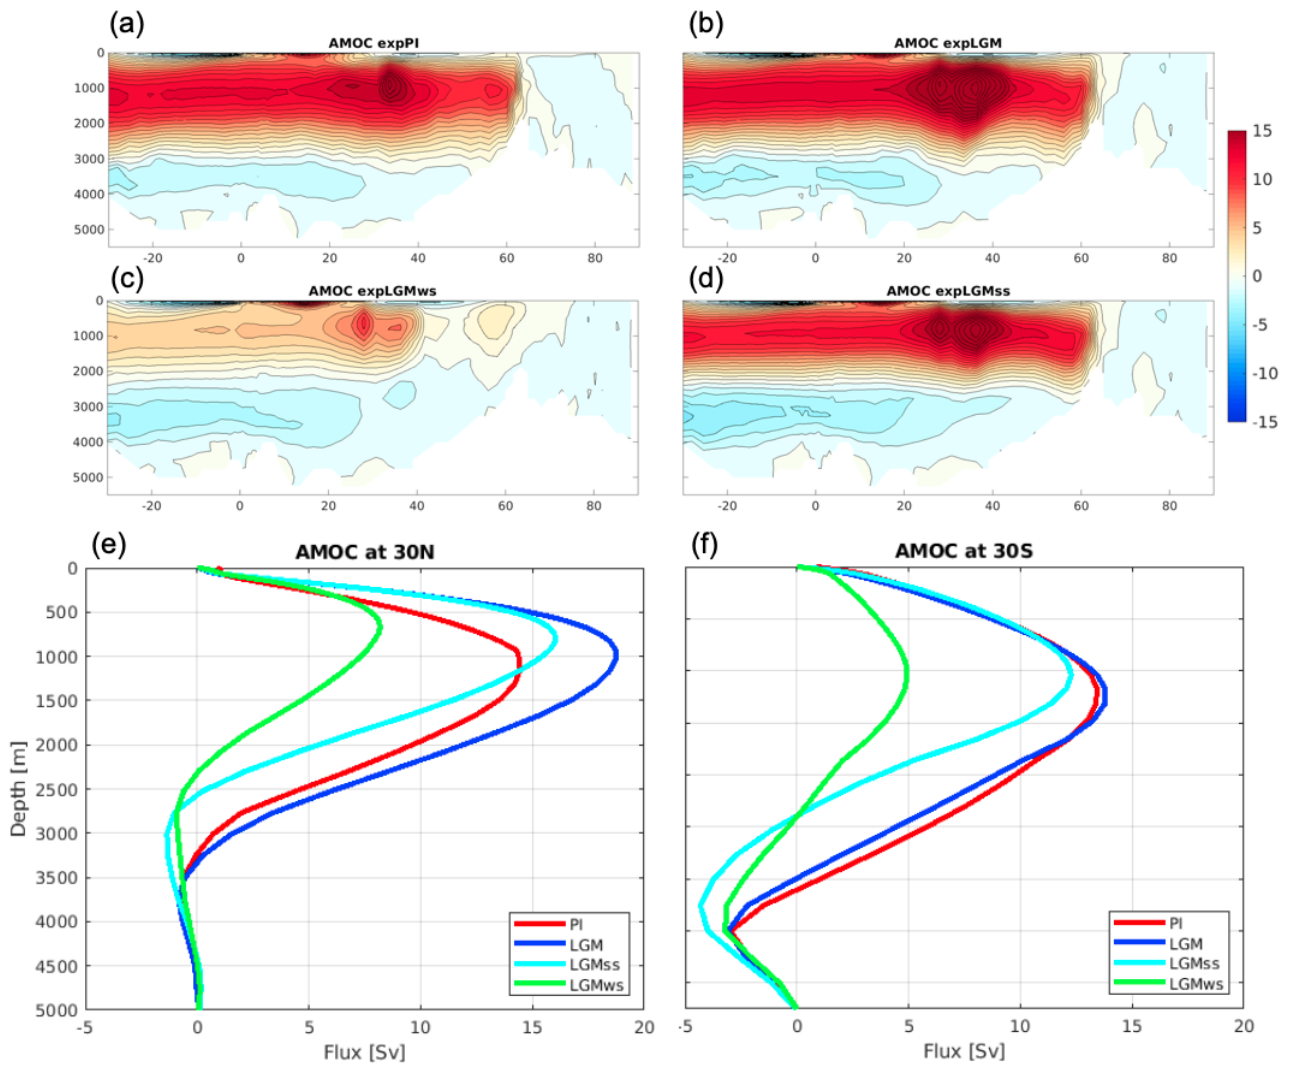 (a)
AMOC expPI
0
1000
2000
3000
4000
5000
-20 0 20 40 60 80
(b)
AMOC expLGM
-20 0 20 40 60 80
15
10
5
0
-5
-10
-15
(c)
AMOC expLGMws
0
1000
2000
3000
4000
5000
-20 0 20 40 60 80
(d)
AMOC expLGMss
-20 0 20 40 60 80
(e)
AMOC at 30N
Depth [m]
0
500
1000
1500
2000
2500
3000
3500
4000
4500
5000
-5 0 5 10 15 20
Flux [Sv]
PI
LGM
LGMss
LGMws
(f)
AMOC at 30S
-5 0 5 10 15 20
Flux [Sv]
PI
LGM
LGMss
LGMws